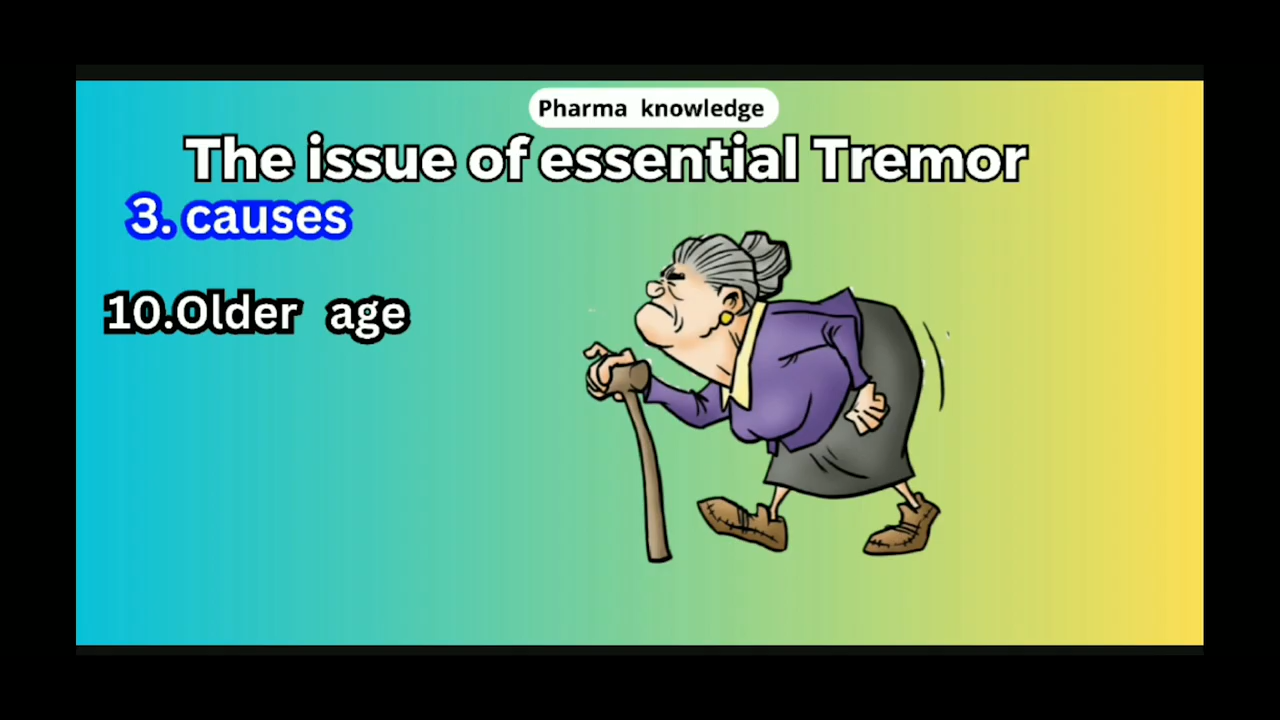 Pharma knowledge
The issue of essential Tremor
3. causes
10.Older age